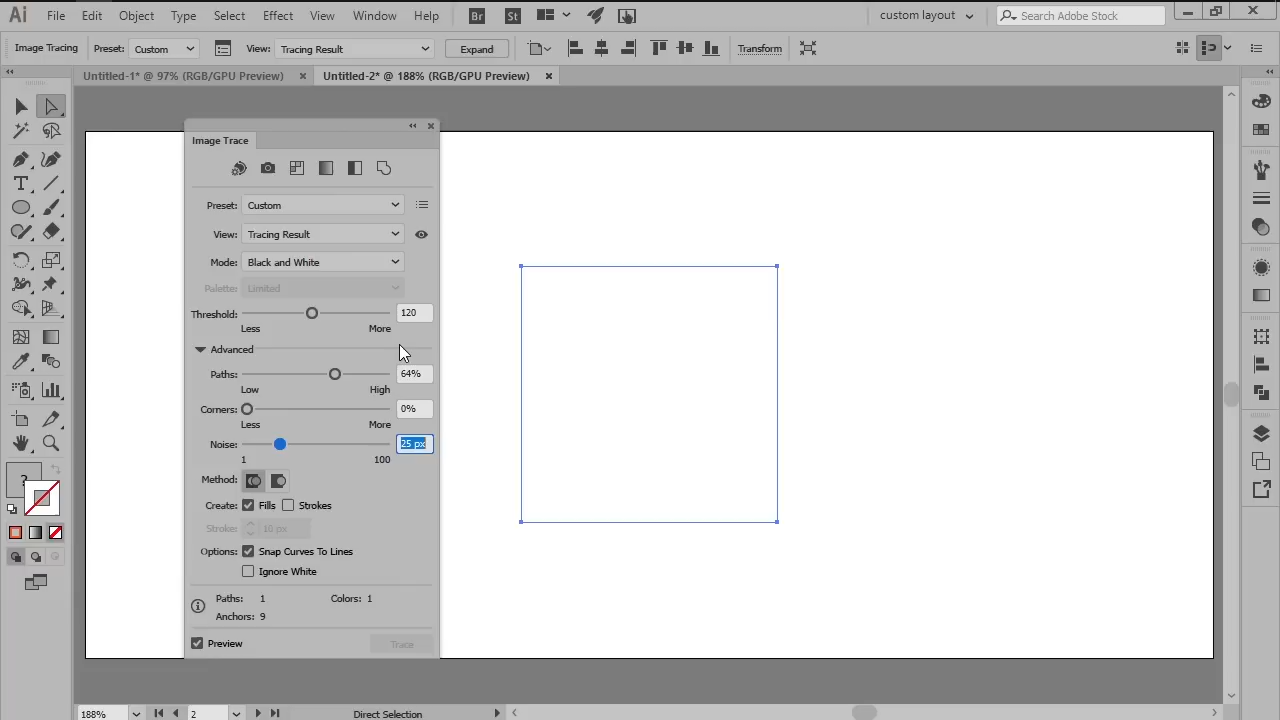 Ai File Edit Object Type Select Effect View Window Help Br St custom layout Search Adobe Stock
Image Tracing Preset: Custom View: Tracing Result Expand Transform
Untitled-1* @ 97% (RGB/GPU Preview) Untitled-2* @ 188% (RGB/GPU Preview)
Image Trace
Preset: Custom
View: Tracing Result
Mode: Black and White
Palette: Limited
Threshold: 120
Less More
Advanced
Paths: 64%
Low High
Corners: 0%
Less More
Noise: 25 px
1 100
Method:
Create: Fills Strokes
Stroke: 10 px
Options: Snap Curves To Lines
Ignore White
Paths: 1 Colors: 1
Anchors: 9
Preview Trace
?
188% 2 Direct Selection